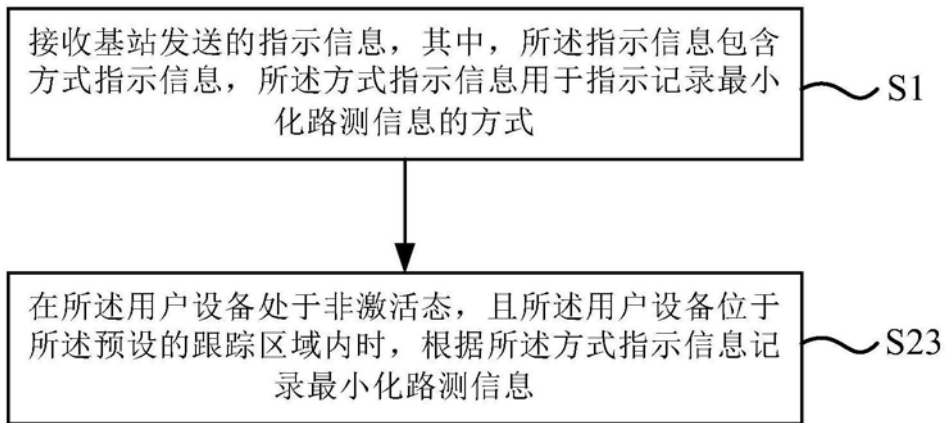 接收基站发送的指示信息，其中，所述指示信息包含
方式指示信息，所述方式指示信息用于指示记录最小
化路测信息的方式
S1
在所述用户设备处于非激活态，且所述用户设备位于
所述预设的跟踪区域内时，根据所述方式指示信息记
录最小化路测信息
S23